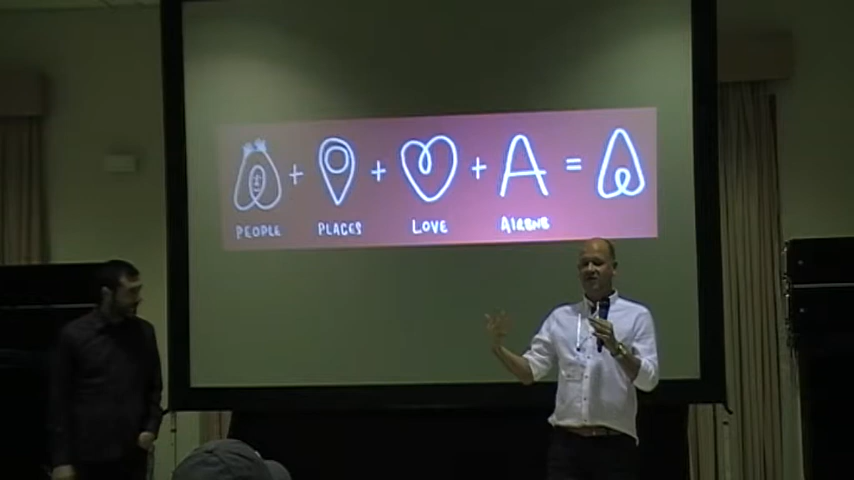 + + + A =
PEOPLE PLACES LOVE AIRBNB